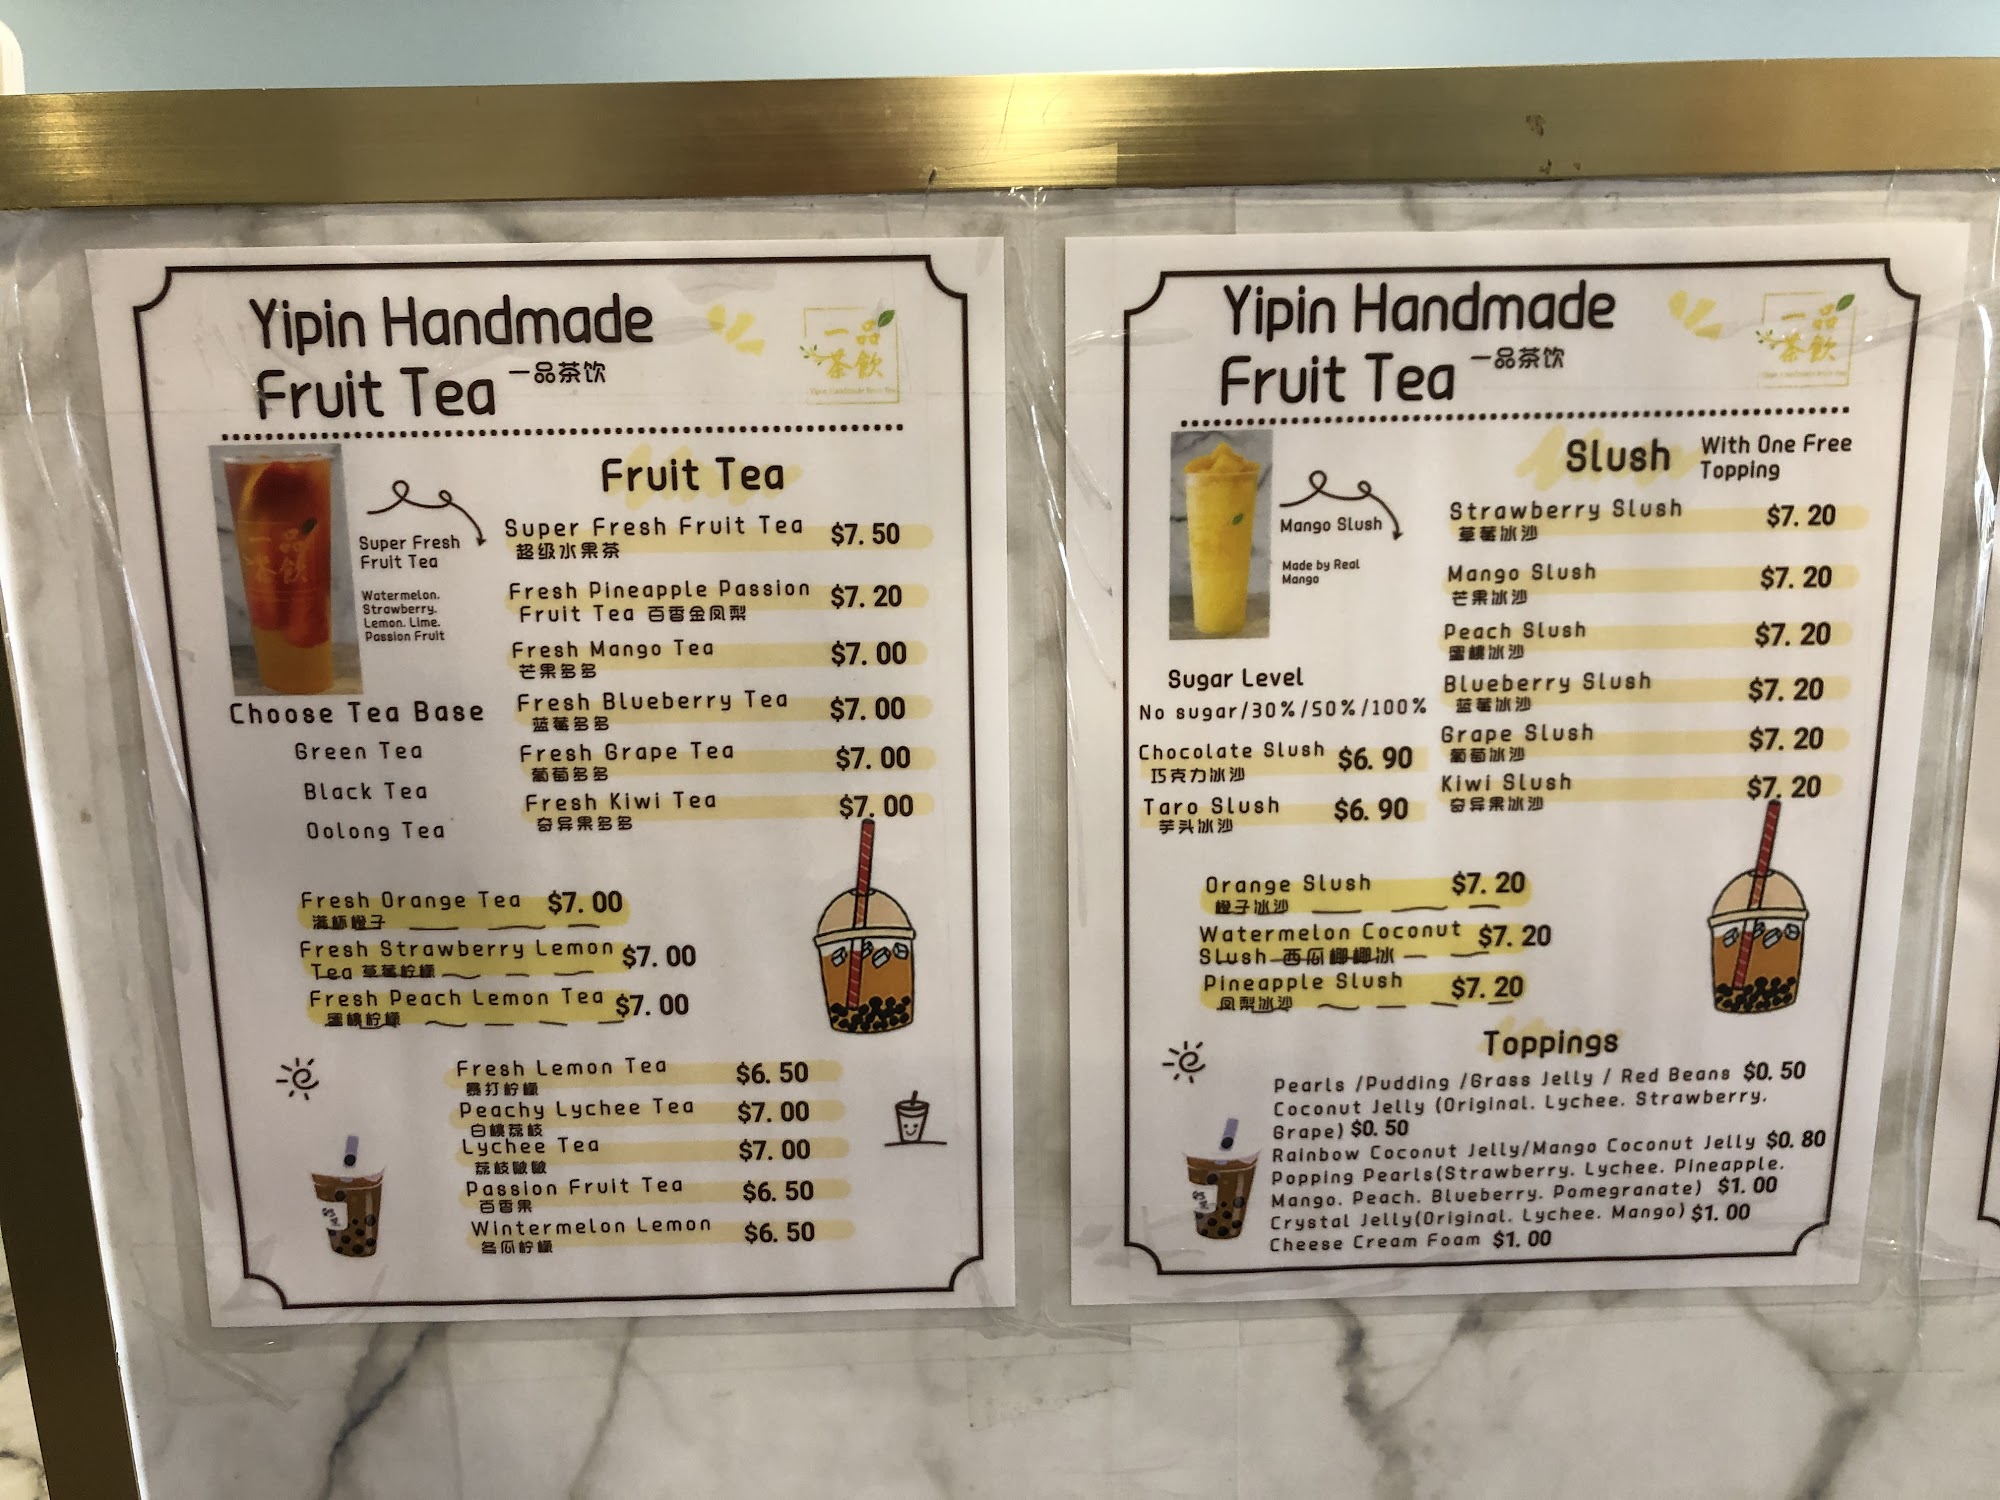 Yipin Handmade
Fruit Tea 一品茶饮
一品
茶飲
Fruit Tea
Super Fresh
Fruit Tea
Watermelon.
Strawberry.
Lemon. Lime.
Passion Fruit
Super Fresh Fruit Tea $7.50
超级水果茶
Fresh Pineapple Passion
Fruit Tea 百香金凤梨 $7.20
Fresh Mango Tea $7.00
芒果多多
Fresh Blueberry Tea $7.00
蓝莓多多
Fresh Grape Tea $7.00
葡萄多多
Fresh Kiwi Tea $7.00
奇异果多多
Choose Tea Base
Green Tea
Black Tea
Oolong Tea
Fresh Orange Tea $7.00
满杯橙子
Fresh Strawberry Lemon
Tea 草莓柠檬 $7.00
Fresh Peach Lemon Tea $7.00
蜜桃柠檬
Fresh Lemon Tea $6.50
暴打柠檬
Peachy Lychee Tea $7.00
白桃荔枝
Lychee Tea $7.00
荔枝啵啵
Passion Fruit Tea $6.50
百香果
Wintermelon Lemon $6.50
冬瓜柠檬
Yipin Handmade
Fruit Tea 一品茶饮
一品
茶飲
Slush With One Free
Topping
Mango Slush
Made by Real
Mango
Strawberry Slush $7.20
草莓冰沙
Mango Slush $7.20
芒果冰沙
Peach Slush $7.20
蜜桃冰沙
Blueberry Slush $7.20
蓝莓冰沙
Grape Slush $7.20
葡萄冰沙
Kiwi Slush $7.20
奇异果冰沙
Sugar Level
No sugar/30%/50%/100%
Chocolate Slush $6.90
巧克力冰沙
Taro Slush $6.90
芋头冰沙
Orange Slush $7.20
橙子冰沙
Watermelon Coconut $7.20
Slush 西瓜椰椰冰
Pineapple Slush $7.20
凤梨冰沙
Toppings
Pearls /Pudding /Grass Jelly / Red Beans $0.50
Coconut Jelly (Original. Lychee. Strawberry.
Grape) $0.50
Rainbow Coconut Jelly/Mango Coconut Jelly $0.80
Popping Pearls(Strawberry. Lychee. Pineapple.
Mango. Peach. Blueberry. Pomegranate) $1.00
Crystal Jelly(Original. Lychee. Mango) $1.00
Cheese Cream Foam $1.00